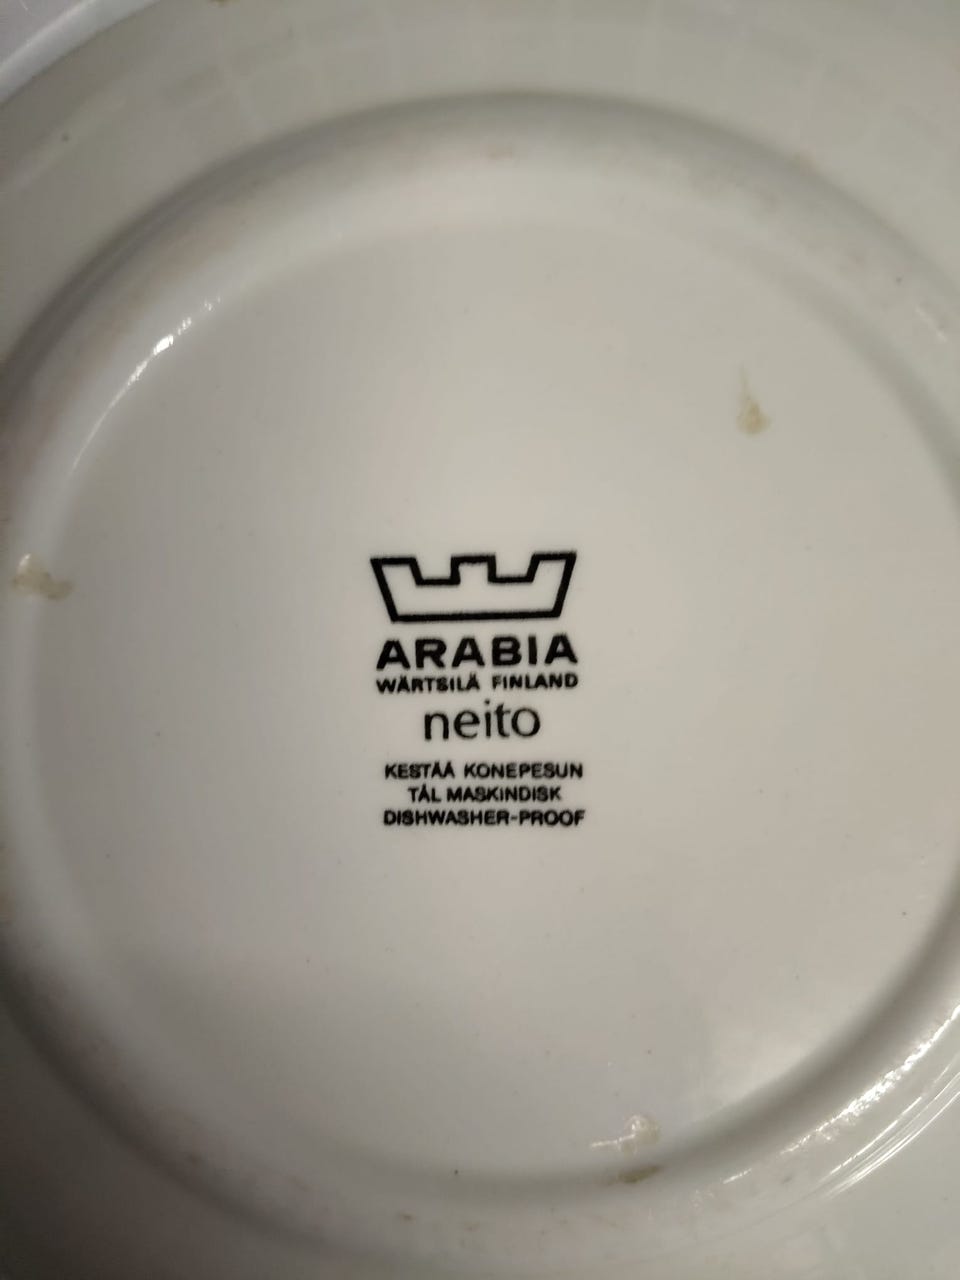 ARABIA
WÄRTSILÄ FINLAND
neito
KESTÄÄ KONEPESUN
TÅL MASKINDISK
DISHWASHER-PROOF